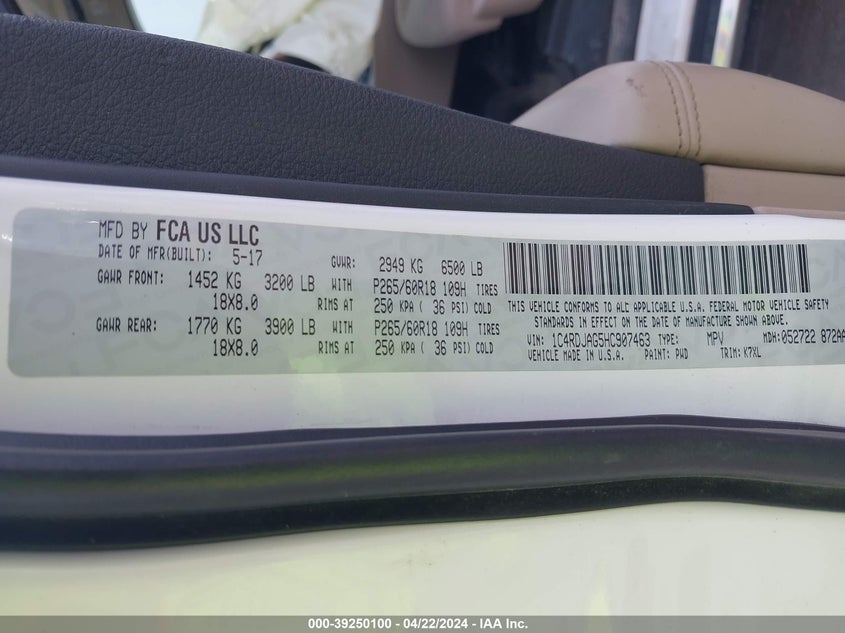 MFD BY FCA US LLC
DATE OF MFR(BUILT): 5-17 GVWR: 2949 KG 6500 LB
GAWR FRONT: 1452 KG 3200 LB WITH P265/60R18 109H TIRES
18X8.0 RIMS AT 250 KPA ( 36 PSI) COLD
GAWR REAR: 1770 KG 3900 LB WITH P265/60R18 109H TIRES
18X8.0 RIMS AT 250 KPA ( 36 PSI) COLD
THIS VEHICLE CONFORMS TO ALL APPLICABLE U.S.A. FEDERAL MOTOR VEHICLE SAFETY
STANDARDS IN EFFECT ON THE DATE OF MANUFACTURE SHOWN ABOVE.
VIN: 1C4RDJAG5HC907463 TYPE: MPV MDH: 052722 872AA
VEHICLE MADE IN U.S.A. PAINT: PWD TRIM: K7XL
000-39250100 - 04/22/2024 - IAA Inc.